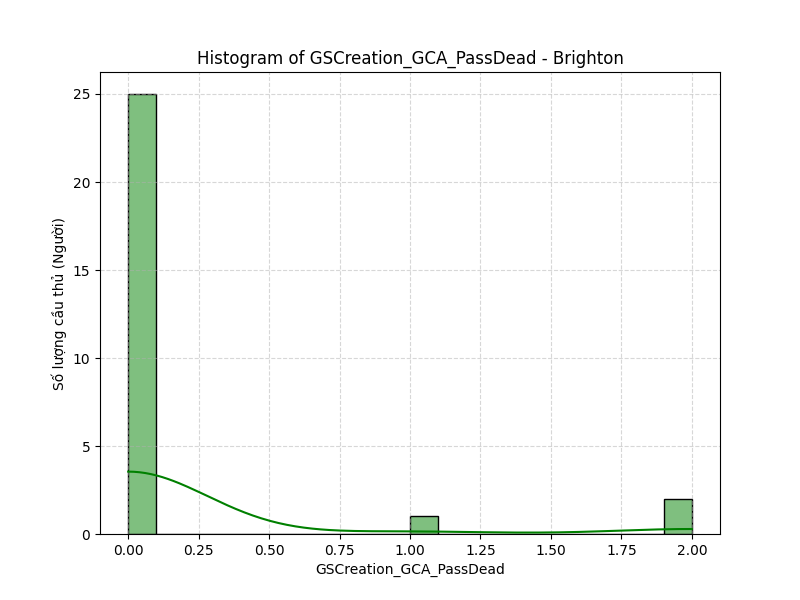 Histogram of GSCreation_GCA_PassDead - Brighton
Số lượng cầu thủ (Người)
25
20
15
10
5
0
0.00 0.25 0.50 0.75 1.00 1.25 1.50 1.75 2.00
GSCreation_GCA_PassDead